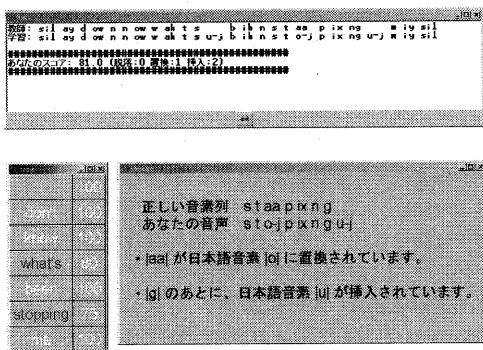 教師: sil ay d ow n n ow w ah t s b ih n s t aa p ix ng m iy sil
学習: sil ay d ow n n ow w ah t s u-j b ih n s t o-j p ix ng u-j m iy sil
################################################
あなたのスコア: 81.0 (脱落:0 置換:1 挿入:2)
################################################
100
don't 100
know 100
what's
been 100
stopping 75
me 100
正しい音素列 s t aa p ix n g
あなたの音声 s t o-j p ix n g u-j
・|aa| が日本語音素 |o| に置換されています。
・|g| のあとに、日本語音素 |u| が挿入されています。